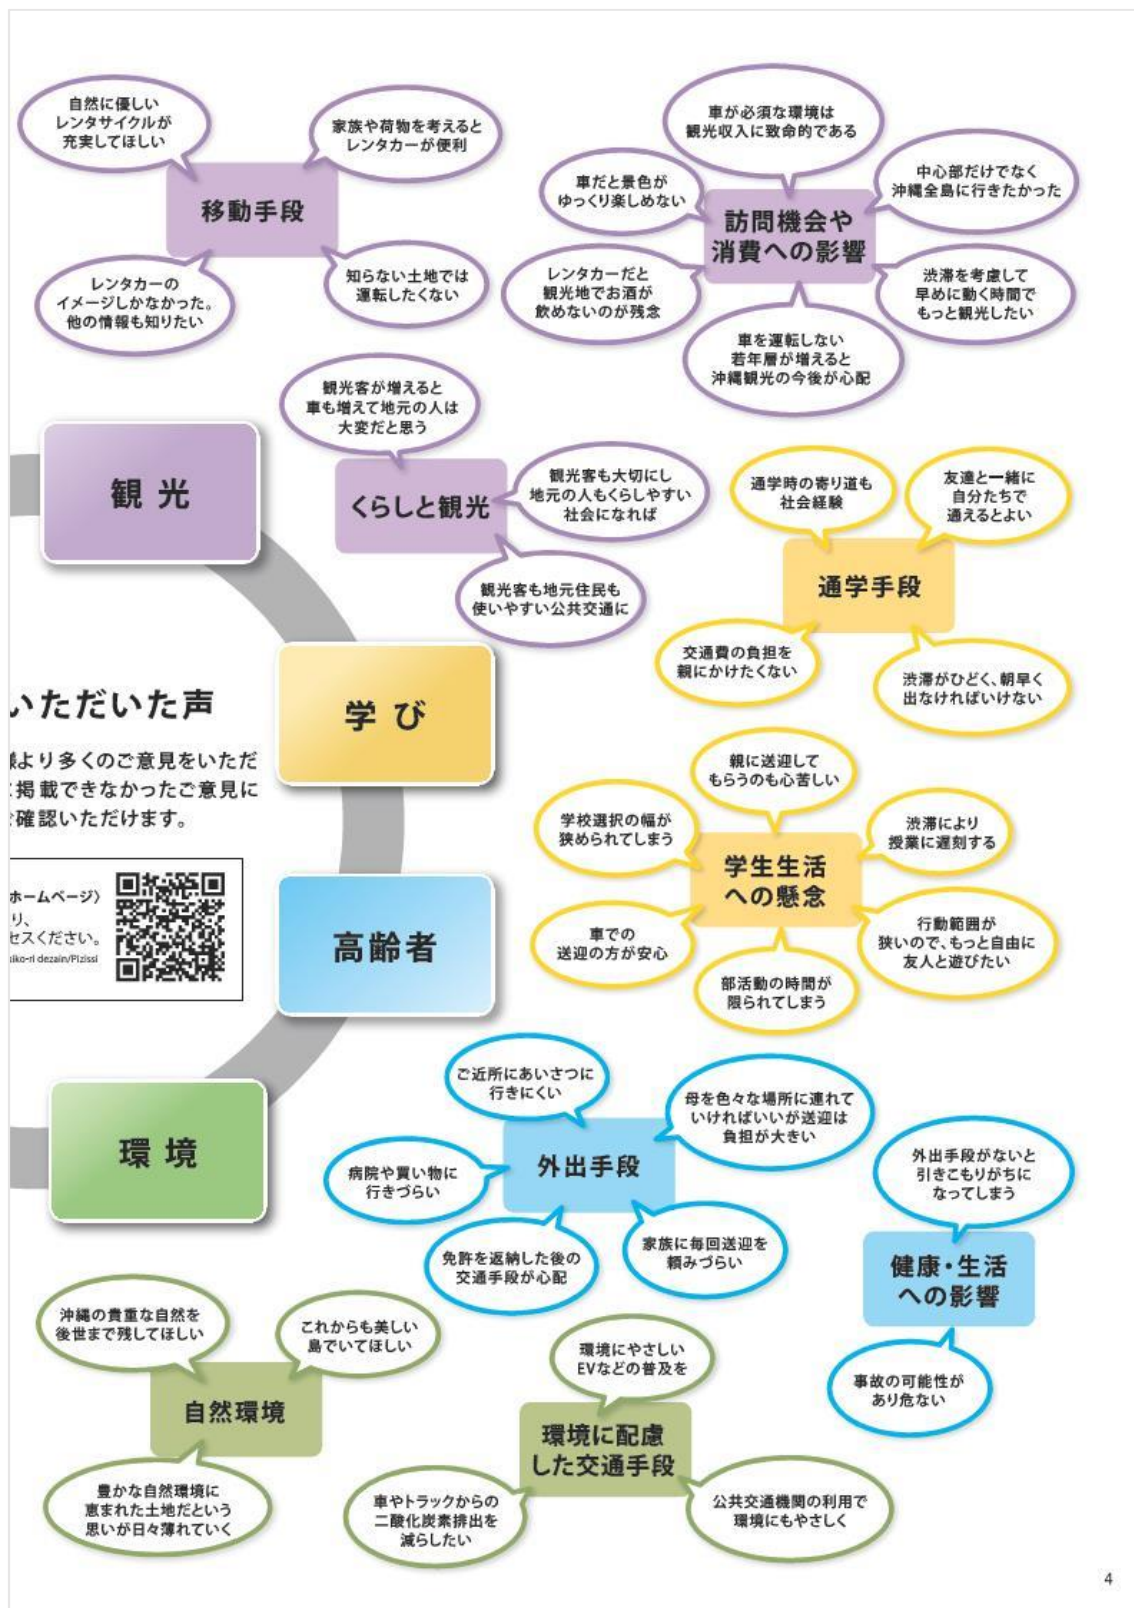 自然に優しい
レンタサイクルが
充実してほしい
家族や荷物を考えると
レンタカーが便利
移動手段
レンタカーの
イメージしかなかった。
他の情報も知りたい
知らない土地では
運転したくない
車が必須な環境は
観光収入に致命的である
車だと景色が
ゆっくり楽しめない
中心部だけでなく
沖縄全島に行きたかった
訪問機会や
消費への影響
レンタカーだと
観光地でお酒が
飲めないのが残念
渋滞を考慮して
早めに動く時間で
もっと観光したい
車を運転しない
若年層が増えると
沖縄観光の今後が心配
観光客が増えると
車も増えて地元の人は
大変だと思う
観光
くらしと観光
観光客も大切にし
地元の人もくらしやすい
社会になれば
観光客も地元住民も
使いやすい公共交通に
通学時の寄り道も
社会経験
友達と一緒に
自分たちで
通えるとよい
通学手段
交通費の負担を
親にかけたくない
渋滞がひどく、朝早く
出なければいけない
学び
いただいた声
様より多くのご意見をいただ
掲載できなかったご意見に
確認いただけます。
ホームページ〉
り、
セスください。
siko-ri dezain/Pizissi
親に送迎して
もらうのも心苦しい
学校選択の幅が
狭められてしまう
渋滞により
授業に遅刻する
学生生活
への懸念
車での
送迎の方が安心
行動範囲が
狭いので、もっと自由に
友人と遊びたい
部活動の時間が
限られてしまう
高齢者
ご近所にあいさつに
行きにくい
母を色々な場所に連れて
いければいいが送迎は
負担が大きい
外出手段
病院や買い物に
行きづらい
免許を返納した後の
交通手段が心配
家族に毎回送迎を
頼みづらい
外出手段がないと
引きこもりがちに
なってしまう
健康・生活
への影響
事故の可能性が
あり危ない
環境
沖縄の貴重な自然を
後世まで残してほしい
これからも美しい
島でいてほしい
自然環境
豊かな自然環境に
恵まれた土地だという
思いが日々薄れていく
環境にやさしい
EVなどの普及を
環境に配慮
した交通手段
車やトラックからの
二酸化炭素排出を
減らしたい
公共交通機関の利用で
環境にもやさしく
4